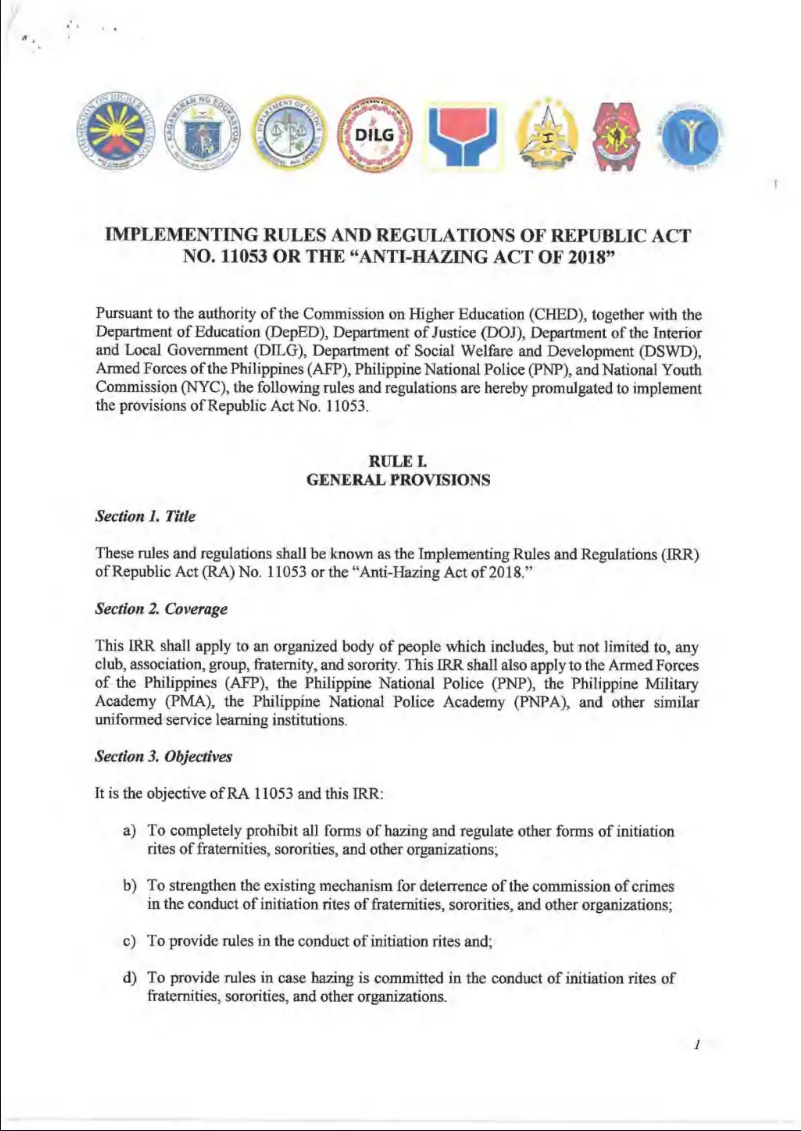 COMMISSION ON HIGHER EDUCATION
KAGAWARAN NG EDUKASYON
DEPARTMENT OF JUSTICE
DILG
IMPLEMENTING RULES AND REGULATIONS OF REPUBLIC ACT
NO. 11053 OR THE “ANTI-HAZING ACT OF 2018”
Pursuant to the authority of the Commission on Higher Education (CHED), together with the
Department of Education (DepED), Department of Justice (DOJ), Department of the Interior
and Local Government (DILG), Department of Social Welfare and Development (DSWD),
Armed Forces of the Philippines (AFP), Philippine National Police (PNP), and National Youth
Commission (NYC), the following rules and regulations are hereby promulgated to implement
the provisions of Republic Act No. 11053.
RULE I.
GENERAL PROVISIONS
Section 1. Title
These rules and regulations shall be known as the Implementing Rules and Regulations (IRR)
of Republic Act (RA) No. 11053 or the “Anti-Hazing Act of 2018.”
Section 2. Coverage
This IRR shall apply to an organized body of people which includes, but not limited to, any
club, association, group, fraternity, and sorority. This IRR shall also apply to the Armed Forces
of the Philippines (AFP), the Philippine National Police (PNP), the Philippine Military
Academy (PMA), the Philippine National Police Academy (PNPA), and other similar
uniformed service learning institutions.
Section 3. Objectives
It is the objective of RA 11053 and this IRR:
a) To completely prohibit all forms of hazing and regulate other forms of initiation
rites of fraternities, sororities, and other organizations;
b) To strengthen the existing mechanism for deterrence of the commission of crimes
in the conduct of initiation rites of fraternities, sororities, and other organizations;
c) To provide rules in the conduct of initiation rites and;
d) To provide rules in case hazing is committed in the conduct of initiation rites of
fraternities, sororities, and other organizations.
1